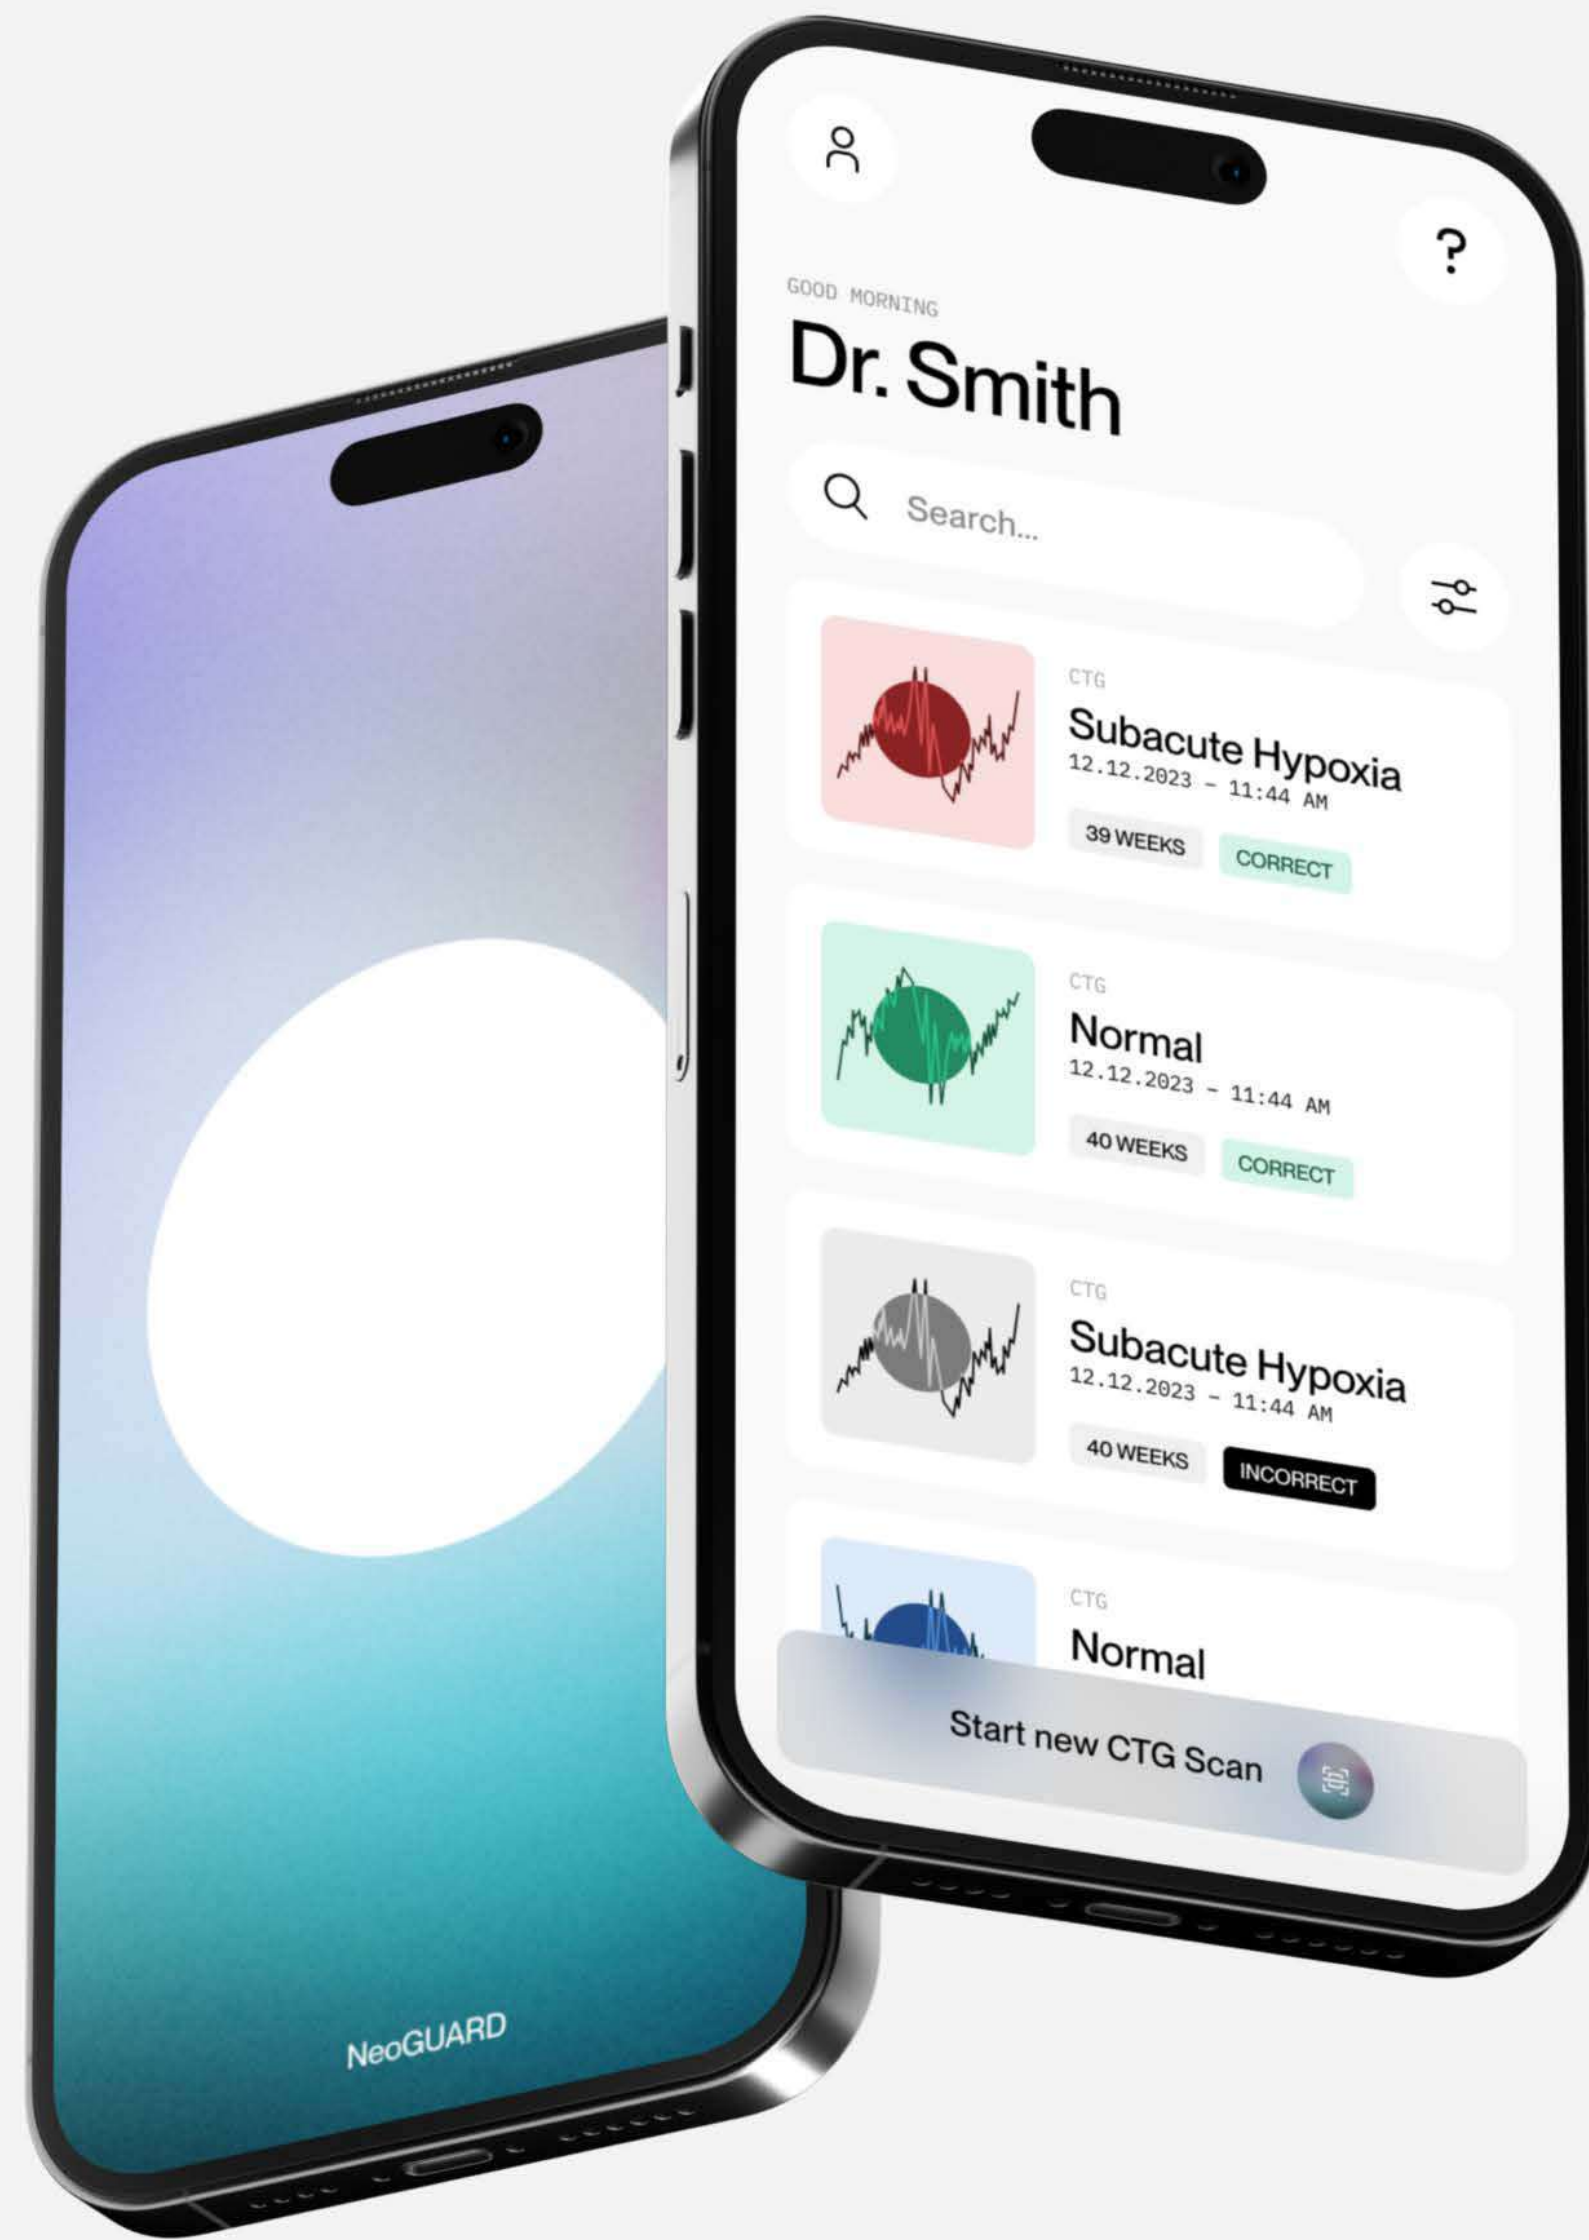 GOOD MORNING
Dr. Smith
?
Search...
CTG
Subacute Hypoxia
12.12.2023 – 11:44 AM
39 WEEKS CORRECT
CTG
Normal
12.12.2023 – 11:44 AM
40 WEEKS CORRECT
CTG
Subacute Hypoxia
12.12.2023 – 11:44 AM
40 WEEKS INCORRECT
CTG
Normal
Start new CTG Scan
NeoGUARD